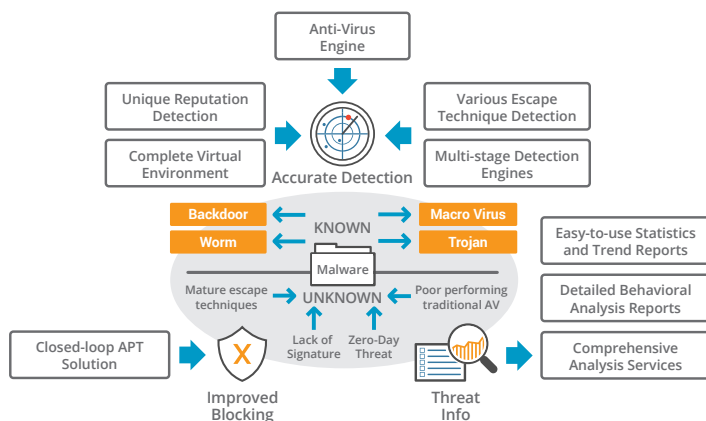 Anti-Virus
Engine
Unique Reputation
Detection
Various Escape
Technique Detection
Complete Virtual
Environment
Multi-stage Detection
Engines
Accurate Detection
Backdoor
Macro Virus
KNOWN
Worm
Trojan
Easy-to-use Statistics
and Trend Reports
Malware
Mature escape
techniques
UNKNOWN
Poor performing
traditional AV
Detailed Behavioral
Analysis Reports
Lack of
Signature
Zero-Day
Threat
Closed-loop APT
Solution
X
Comprehensive
Analysis Services
Improved
Blocking
Threat
Info